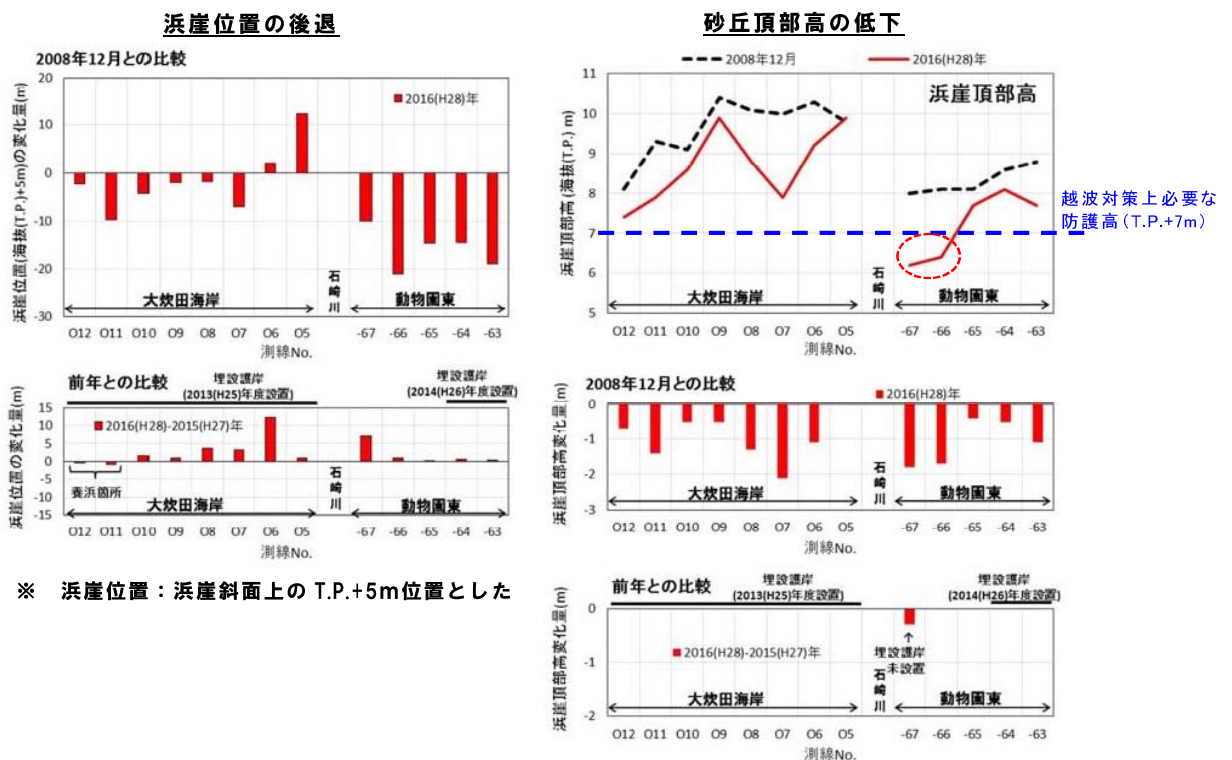 浜崖位置の後退
2008年12月との比較
浜崖位置(海抜(T.P.)+5m)の変化量(m)
20
10
0
-10
-20
-30
2016(H28)年
大炊田海岸
石崎川
動物園東
O12 O11 O10 O9 O8 O7 O6 O5 -67 -66 -65 -64 -63
測線No.
前年との比較
埋設護岸
(2013(H25)年度設置)
埋設護岸
(2014(H26)年度設置)
浜崖位置の変化量(m)
15
10
5
0
-5
-10
-15
2016(H28)-2015(H27)年
養浜箇所
大炊田海岸
石崎川
動物園東
O12 O11 O10 O9 O8 O7 O6 O5 -67 -66 -65 -64 -63
測線No.
※ 浜崖位置：浜崖斜面上の T.P.+5m位置とした
砂丘頂部高の低下
2008年12月
2016(H28)年
浜崖頂部高(海抜(T.P.) m)
11
10
9
8
7
6
5
浜崖頂部高
越波対策上必要な
防護高(T.P.+7m)
大炊田海岸
石崎川
動物園東
O12 O11 O10 O9 O8 O7 O6 O5 -67 -66 -65 -64 -63
測線No.
2008年12月との比較
2016(H28)年
浜崖頂部高変化量(m)
0
-1
-2
-3
大炊田海岸
石崎川
動物園東
O12 O11 O10 O9 O8 O7 O6 O5 -67 -66 -65 -64 -63
測線No.
前年との比較
埋設護岸
(2013(H25)年度設置)
埋設護岸
(2014(H26)年度設置)
浜崖頂部高変化量(m)
0
-1
-2
2016(H28)-2015(H27)年
↑
埋設護岸
未設置
大炊田海岸
石崎川
動物園東
O12 O11 O10 O9 O8 O7 O6 O5 -67 -66 -65 -64 -63
測線No.